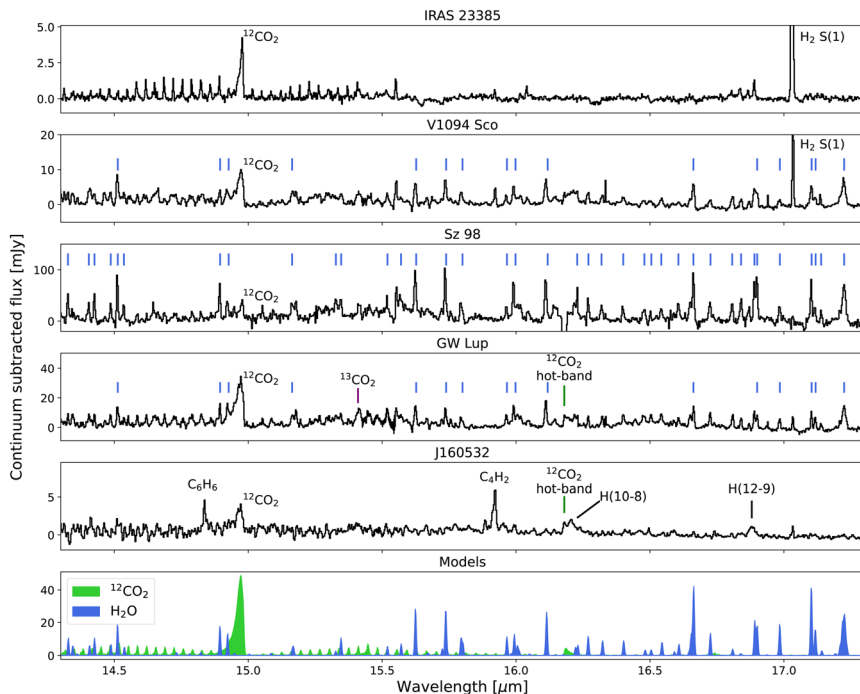 IRAS 23385
5.0
2.5
0.0
¹²CO₂
H₂ S(1)
V1094 Sco
20
10
0
¹²CO₂
H₂ S(1)
Sz 98
100
0
¹²CO₂
GW Lup
40
20
0
¹²CO₂
¹³CO₂
¹²CO₂
hot-band
J160532
5
0
C₆H₆
¹²CO₂
C₄H₂
¹²CO₂
hot-band
H(10-8)
H(12-9)
Models
40
20
0
¹²CO₂
H₂O
14.5 15.0 15.5 16.0 16.5 17.0
Wavelength [μm]
Continuum subtracted flux [mJy]